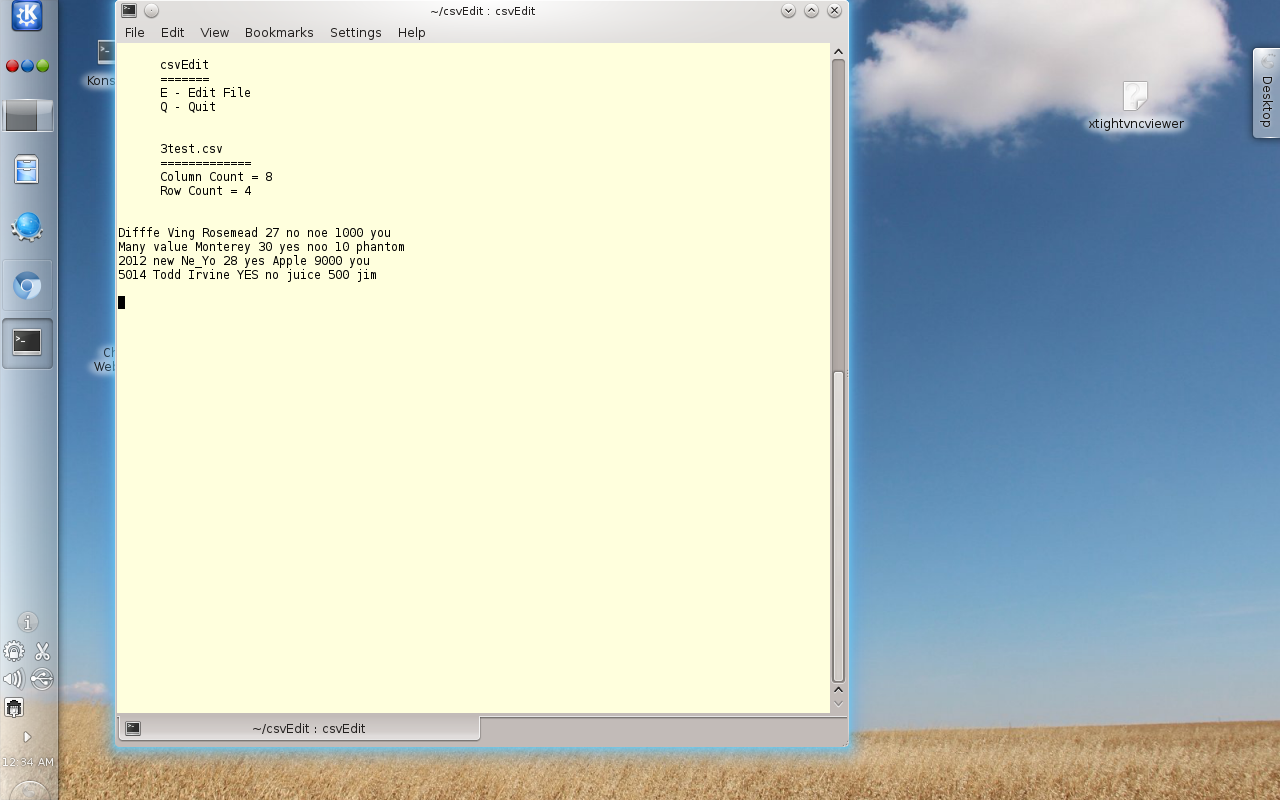 ~/csvEdit : csvEdit
File Edit View Bookmarks Settings Help
csvEdit
=======
E - Edit File
Q - Quit
3test.csv
=============
Column Count = 8
Row Count = 4
Difffe Ving Rosemead 27 no noe 1000 you
Many value Monterey 30 yes noo 10 phantom
2012 new Ne_Yo 28 yes Apple 9000 you
5014 Todd Irvine YES no juice 500 jim
~/csvEdit : csvEdit
Kons
Ch
Web
xtightvncviewer
Desktop
12:34 AM